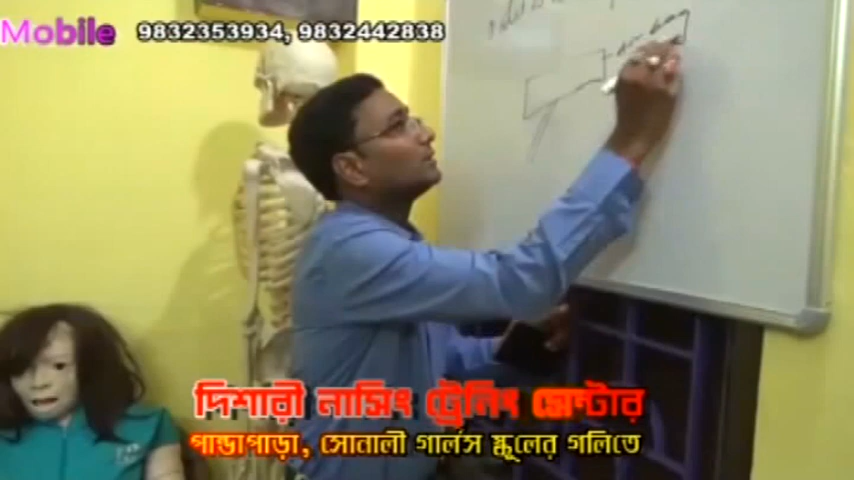 Mobile 9832353934, 9832442838
দিশারী নার্সিং ট্রেনিং সেন্টার
পান্ডাপাড়া, সোনালী গার্লস স্কুলের গলিতে